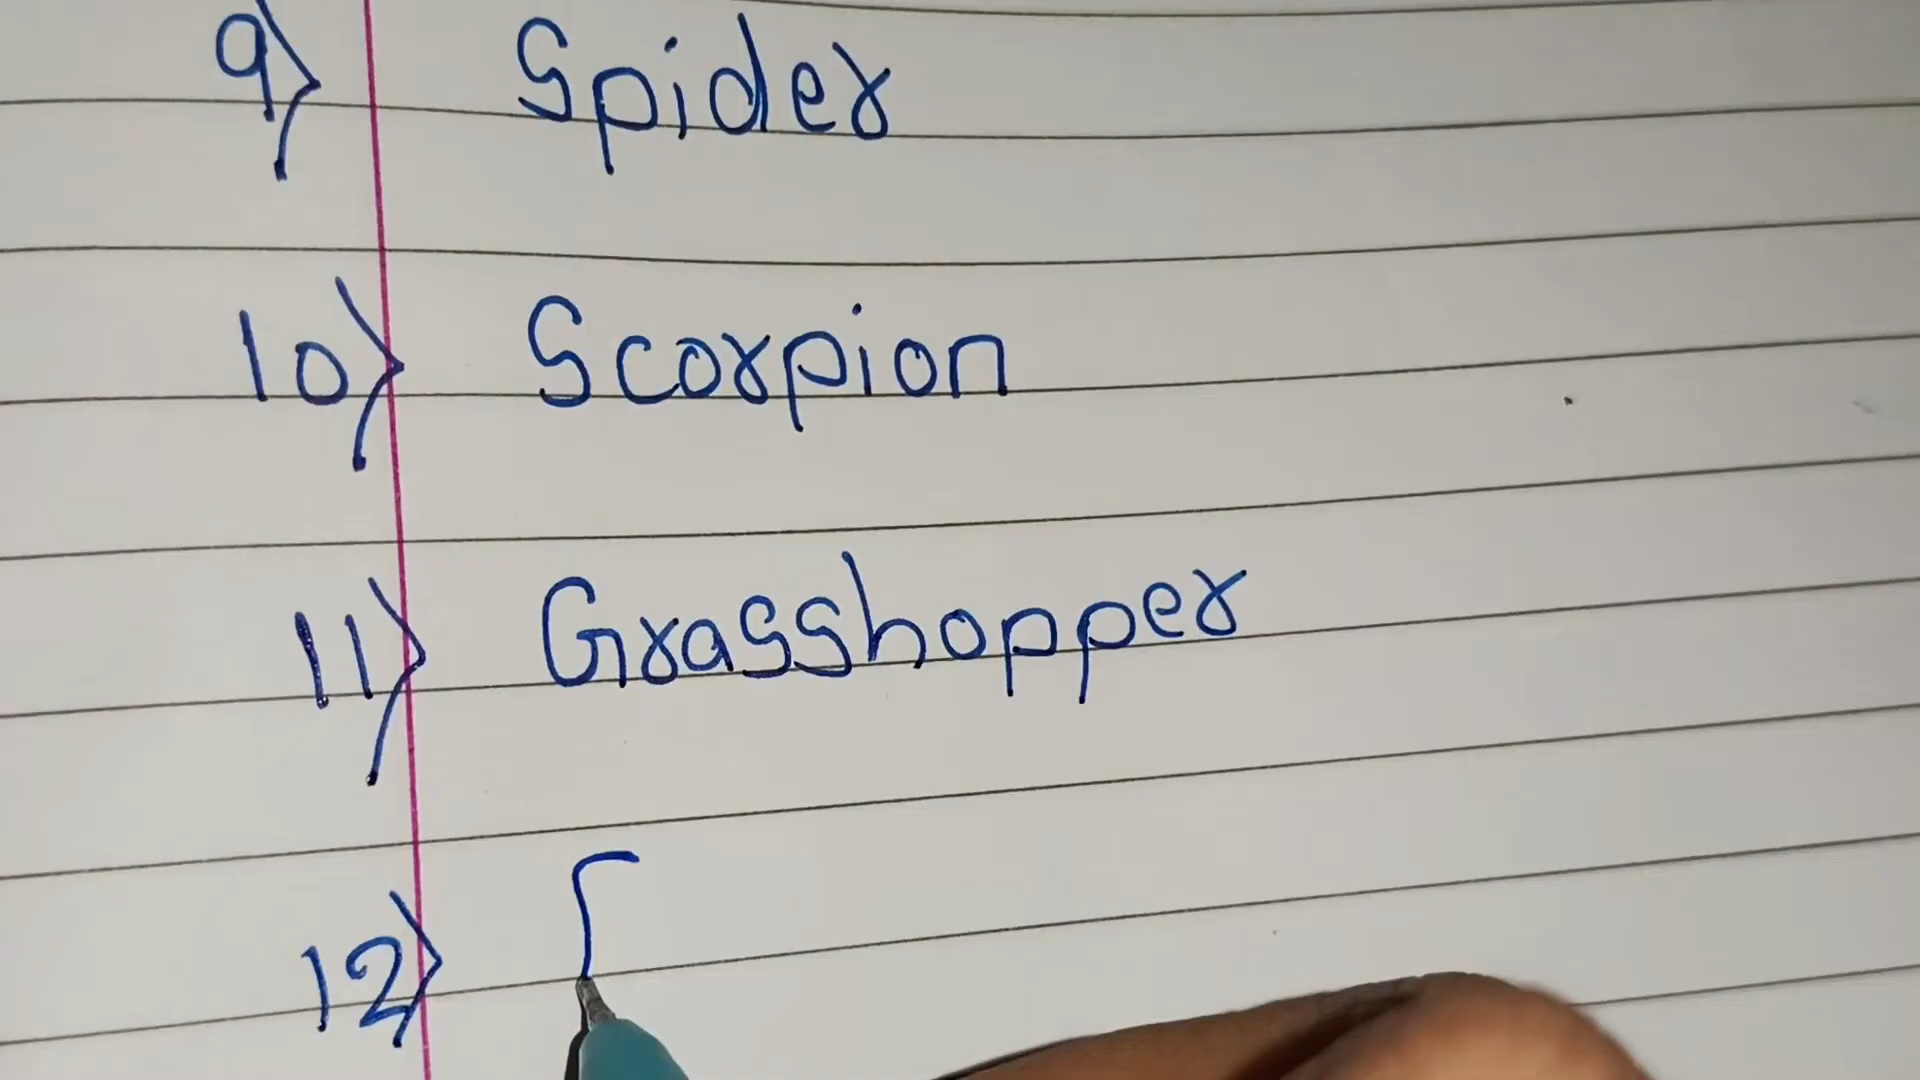 9) Spider
10) Scorpion
11) Grasshopper
12)